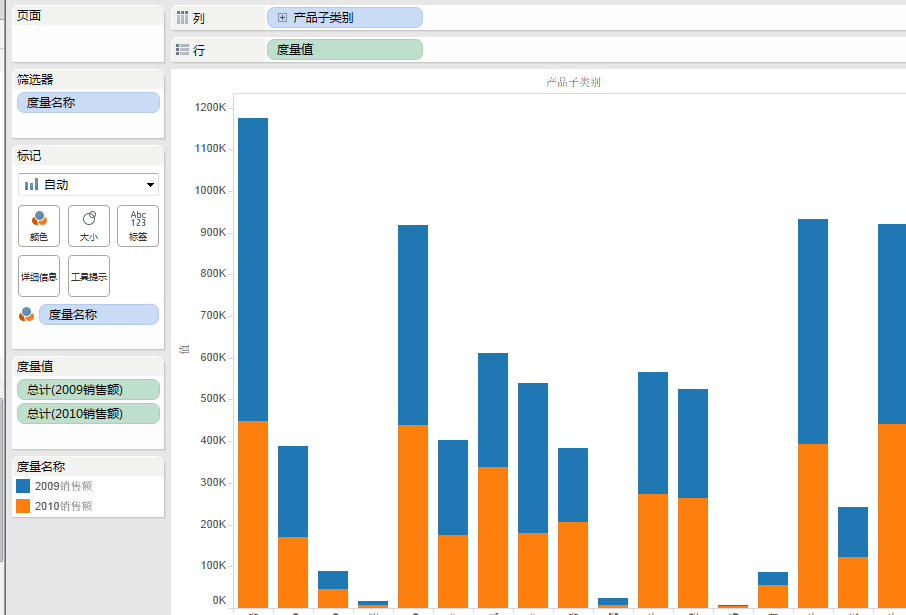 页面
列
产品子类别
行
度量值
筛选器
度量名称
标记
自动
颜色
大小
Abc
123
标签
详细信息
工具提示
度量名称
度量值
总计(2009销售额)
总计(2010销售额)
度量名称
2009销售额
2010销售额
产品子类别
值
1200K
1100K
1000K
900K
800K
700K
600K
500K
400K
300K
200K
100K
0K